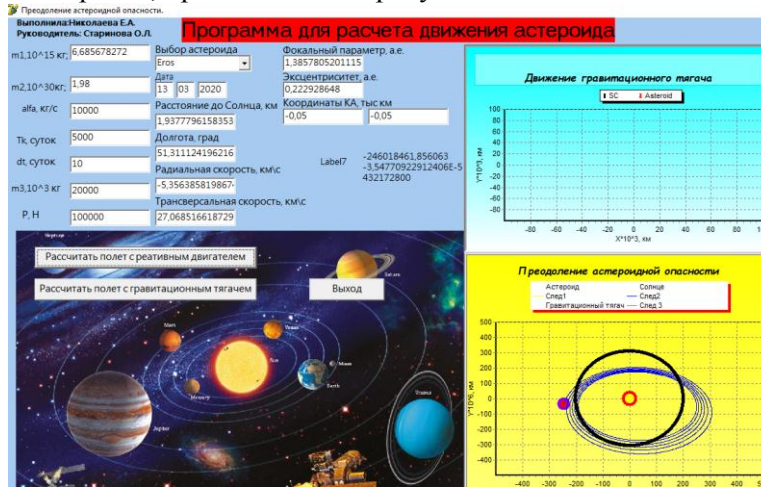 Преодоление астероидной опасности.
Выполнила:Николаева Е.А.
Руководитель: Старинова О.Л.
Программа для расчета движения астероида
m1,10^15 кг;
6,685678272
m2,10^30кг;
1,98
alfa, кг/с
10000
Tk, суток
5000
dt, суток
10
m3,10^3 кг
20000
P, Н
100000
Выбор астероида
Eros
Дата
13 03 2020
Расстояние до Солнца, км
1,9377796158353
Долгота, град
51,311124196216
Радиальная скорость, км\с
-5,356385819867
Трансверсальная скорость, км\с
27,068516618729
Фокальный параметр, а.е.
1,3857805201115
Эксцентриситет, а.е.
0,222928648
Координаты КА, тыс км
-0,05 -0,05
Label7
-246018461,856063
-3,54770922912406E-5
432172800
Рассчитать полет с реативным двигателем
Рассчитать полет с гравитационным тягачем
Выход
Saturn
Mars
Venus
Sun
Mercury
Moon
Earth
Jupiter
Uranus
Движение гравитационного тягача
SC Asteroid
Y*10^3, км
100
80
60
40
20
0
-20
-40
-60
-80
-80 -60 -40 -20 0 20 40 60 80
X*10^3, км
Преодоление астероидной опасности
Астероид Солнце
След1 След2
Гравитационный тягач След 3
Y*10^6, км
500
400
300
200
100
0
-100
-200
-300
-400
-400 -300 -200 -100 0 100 200 300 400